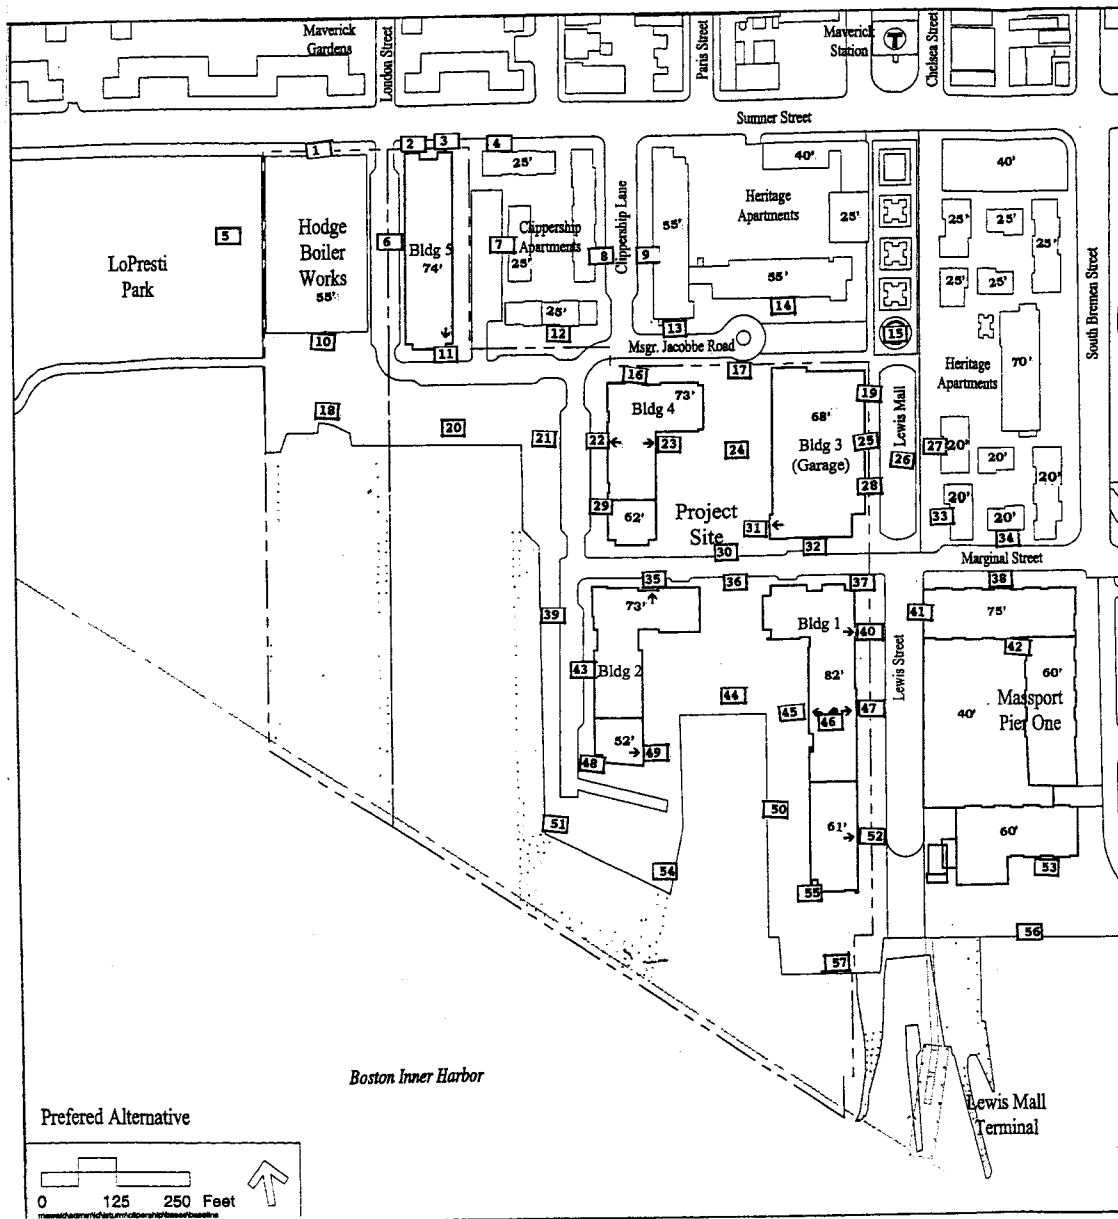 Maverick
Gardens
London Street
Paris Street
Maverick
Station
T
Chelsea Street
Sumner Street
1
2
3
4
25'
40'
40'
5
LoPresti
Park
Hodge
Boiler
Works
55'
6
Bldg 5
74'
7
Clippership
Apartments
25'
8
Clippership Lane
9
55'
Heritage
Apartments
25'
55'
14
25'
25'
25'
25'
25'
South Bremen Street
10
11
25'
12
13
Msgr. Jacobbe Road
15
70'
Heritage
Apartments
16
17
18
Bldg 4
73'
68'
19
Lewis Mall
20
21
22
23
24
Bldg 3
(Garage)
25
26
27
20'
20'
20'
28
29
62'
Project
Site
31
33
20'
20'
34
30
32
Marginal Street
35
36
37
38
39
73'
Bldg 1
40
41
75'
42
43
Bldg 2
82'
60'
Lewis Street
44
45
46
47
40'
Massport
Pier One
52'
48
49
50
51
61'
52
60'
53
54
55
56
57
Boston Inner Harbor
Lewis Mall
Terminal
Prefered Alternative
0 125 250 Feet